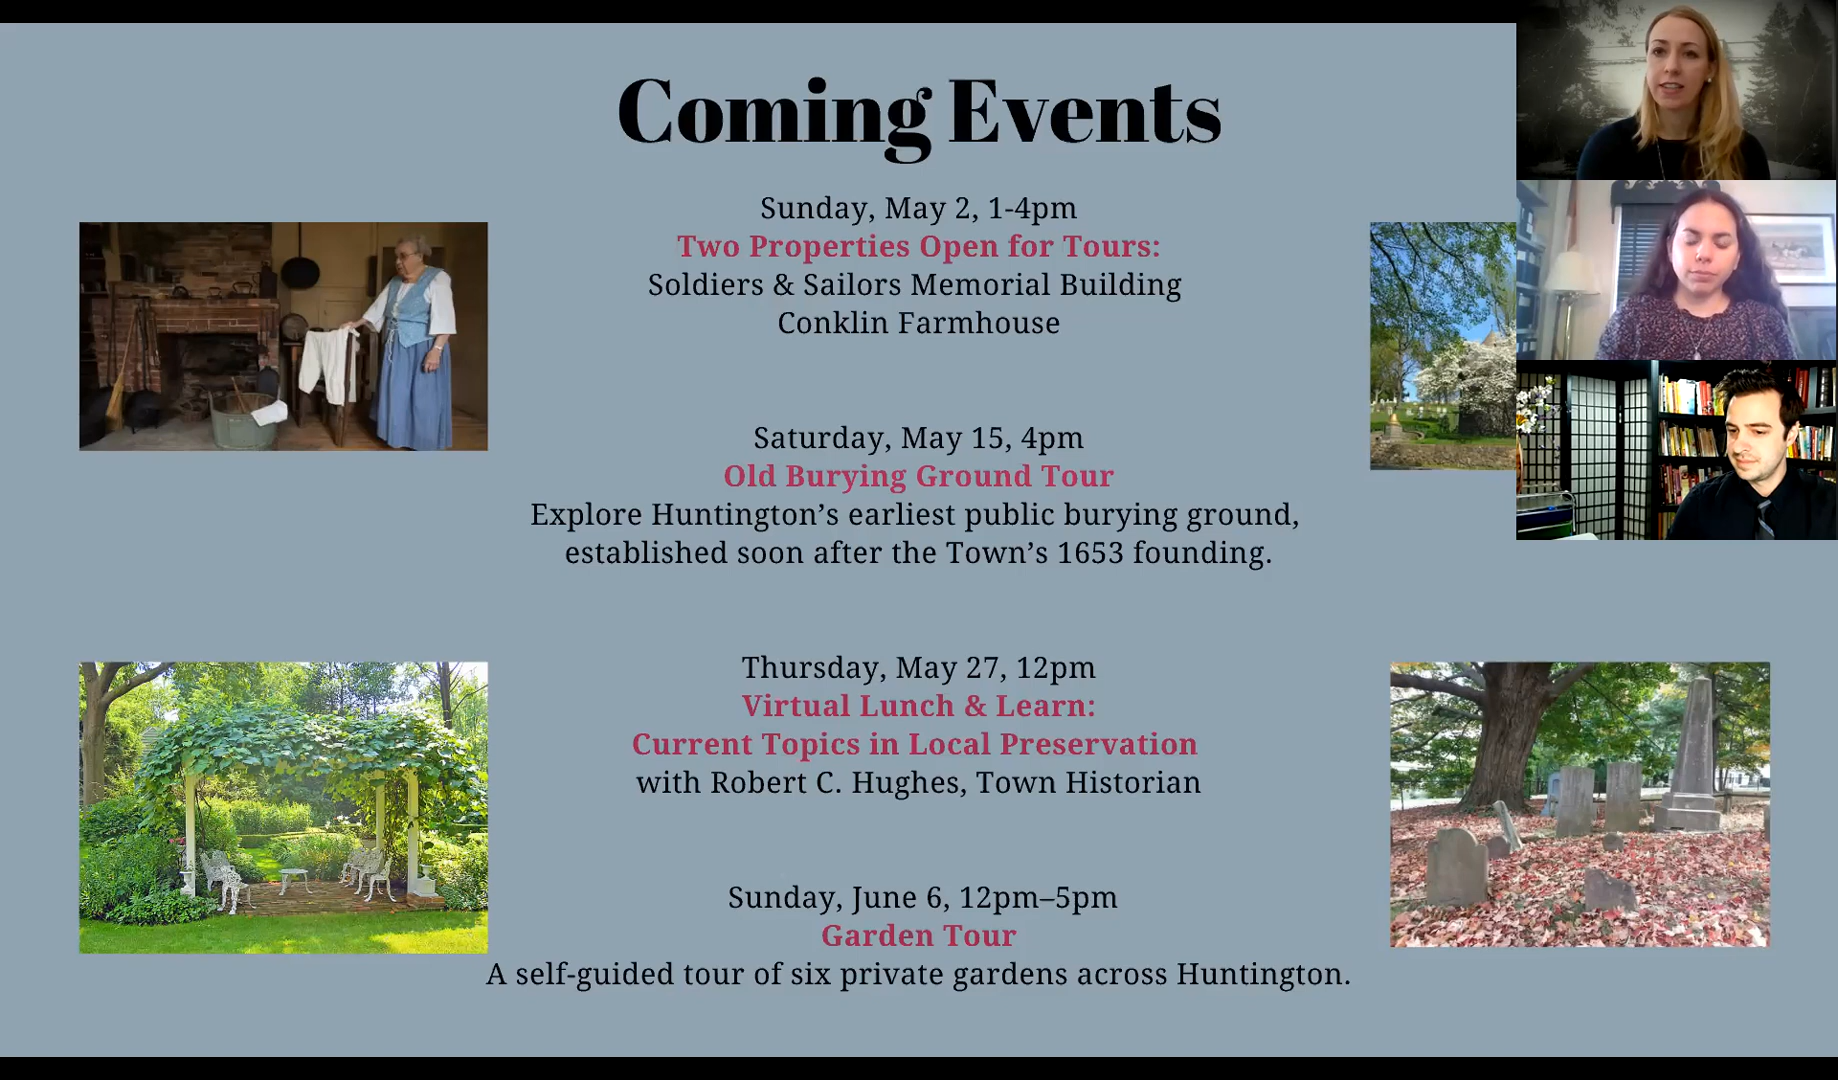 Coming Events
Sunday, May 2, 1-4pm
Two Properties Open for Tours:
Soldiers & Sailors Memorial Building
Conklin Farmhouse
Saturday, May 15, 4pm
Old Burying Ground Tour
Explore Huntington’s earliest public burying ground,
established soon after the Town’s 1653 founding.
Thursday, May 27, 12pm
Virtual Lunch & Learn:
Current Topics in Local Preservation
with Robert C. Hughes, Town Historian
Sunday, June 6, 12pm–5pm
Garden Tour
A self-guided tour of six private gardens across Huntington.